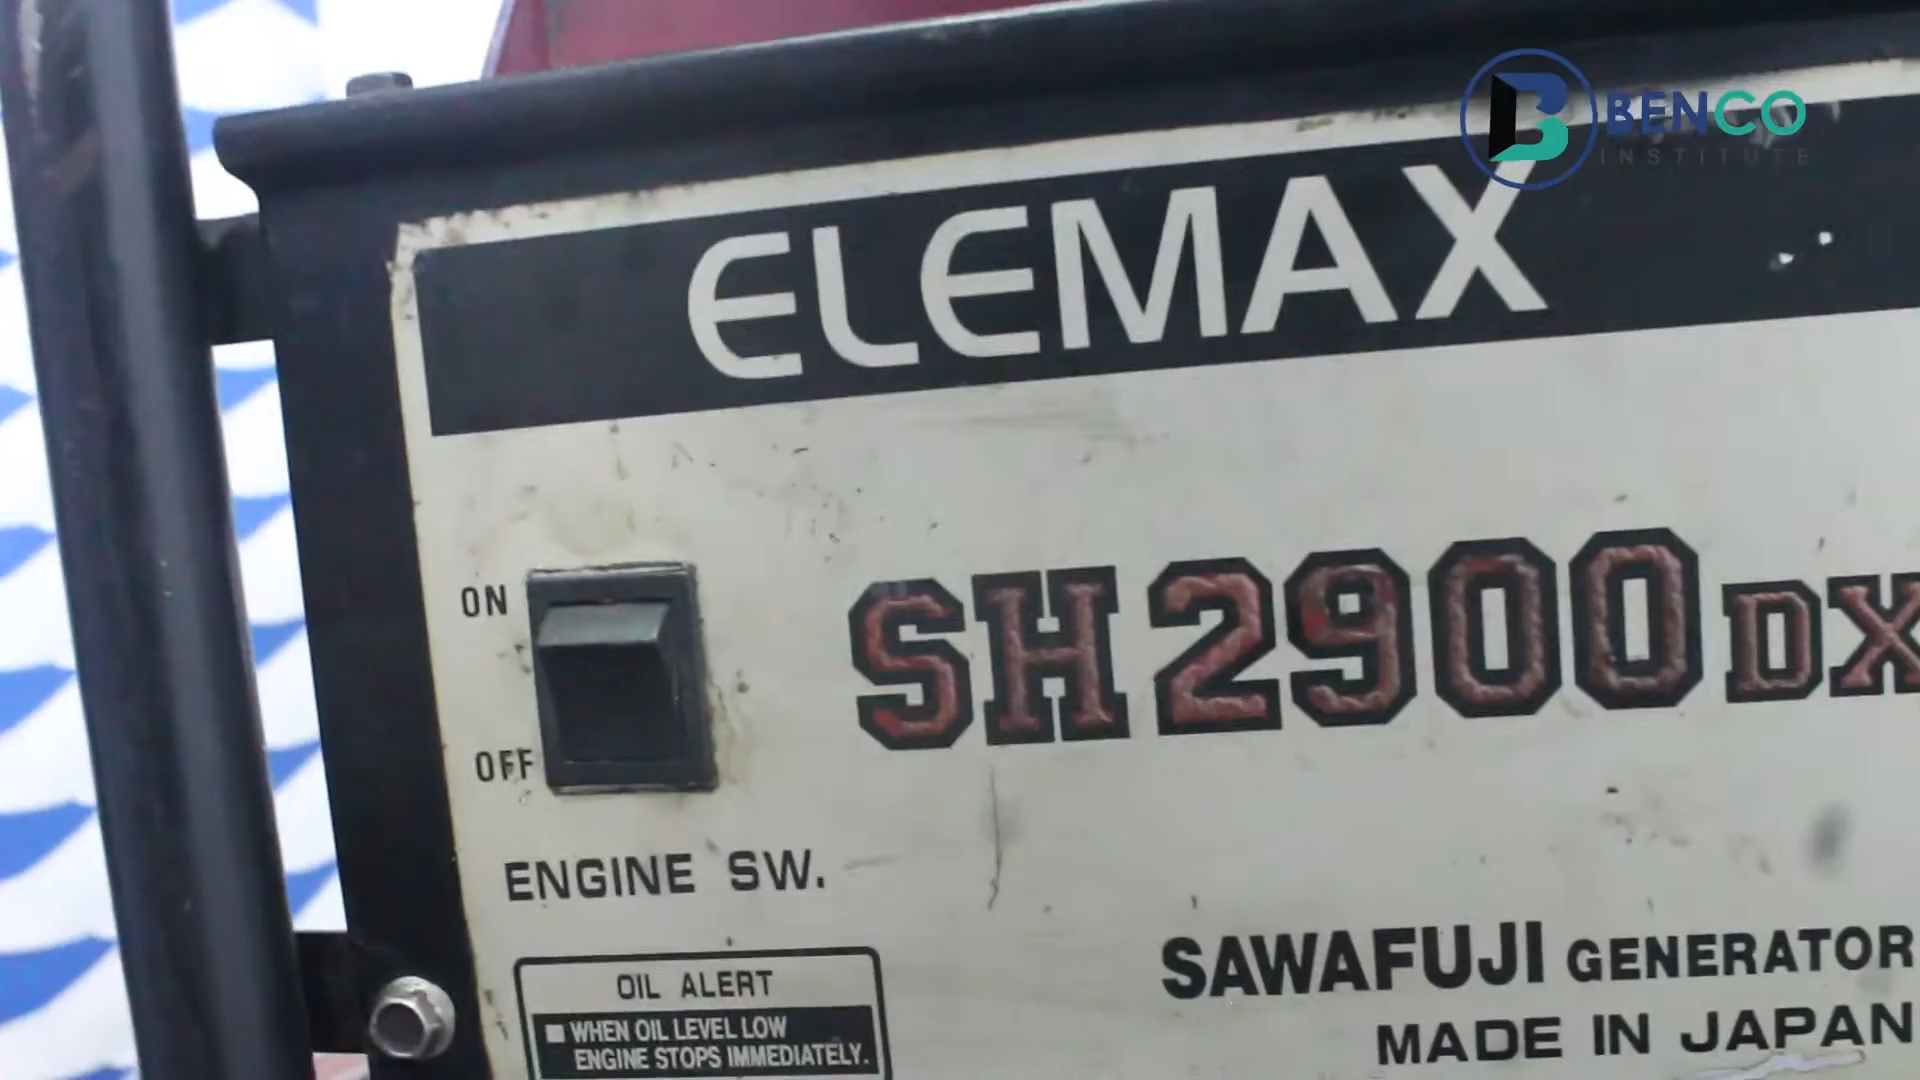 BENCO
INSTITUTE
ELEMAX
ON
SH2900DX
OFF
ENGINE SW.
SAWAFUJI GENERATOR
MADE IN JAPAN
OIL ALERT
WHEN OIL LEVEL LOW
ENGINE STOPS IMMEDIATELY.